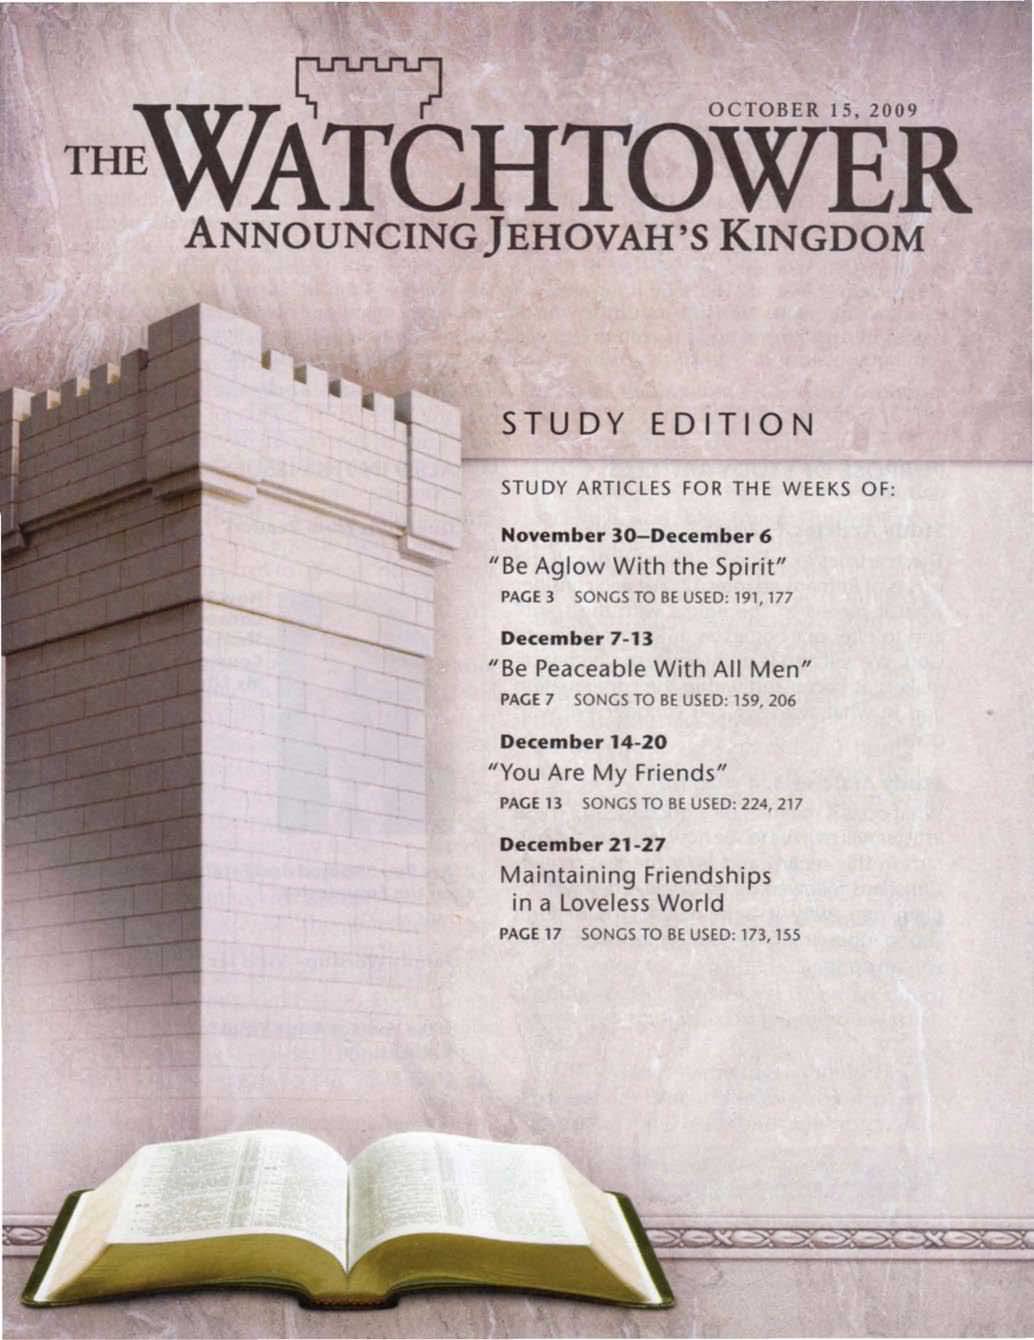 OCTOBER 15, 2009
THE WATCHTOWER
ANNOUNCING JEHOVAH'S KINGDOM
STUDY EDITION
STUDY ARTICLES FOR THE WEEKS OF:
November 30–December 6
"Be Aglow With the Spirit"
PAGE 3 SONGS TO BE USED: 191, 177
December 7-13
"Be Peaceable With All Men"
PAGE 7 SONGS TO BE USED: 159, 206
December 14-20
"You Are My Friends"
PAGE 13 SONGS TO BE USED: 224, 217
December 21-27
Maintaining Friendships
in a Loveless World
PAGE 17 SONGS TO BE USED: 173, 155